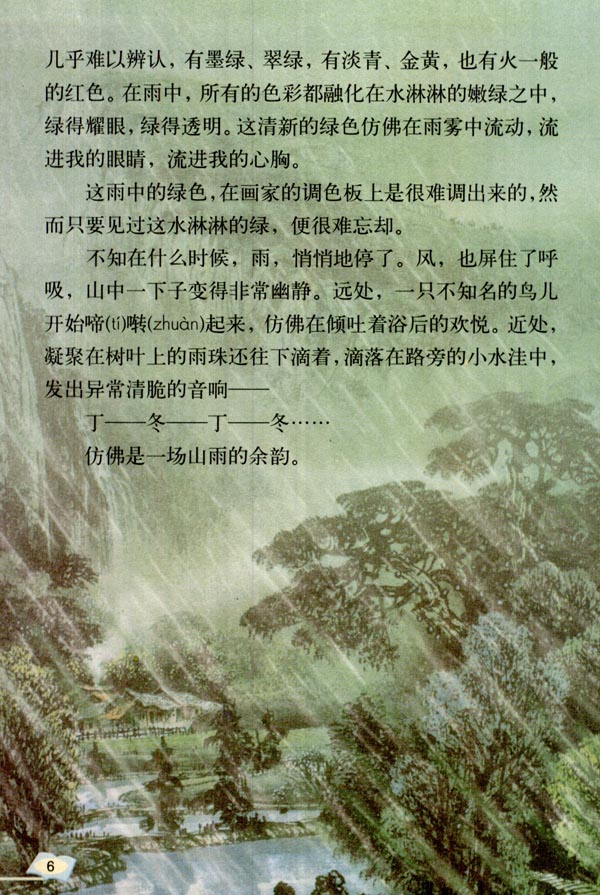 几乎难以辨认，有墨绿、翠绿，有淡青、金黄，也有火一般
的红色。在雨中，所有的色彩都融化在水淋淋的嫩绿之中，
绿得耀眼，绿得透明。这清新的绿色仿佛在雨雾中流动，流
进我的眼睛，流进我的心胸。
这雨中的绿色，在画家的调色板上是很难调出来的，然
而只要见过这水淋淋的绿，便很难忘却。
不知在什么时候，雨，悄悄地停了。风，也屏住了呼
吸，山中一下子变得非常幽静。远处，一只不知名的鸟儿
开始啼(tí)啭(zhuàn)起来，仿佛在倾吐着浴后的欢悦。近处，
凝聚在树叶上的雨珠还往下滴着，滴落在路旁的小水洼中，
发出异常清脆的音响——
丁——冬——丁——冬……
仿佛是一场山雨的余韵。
6